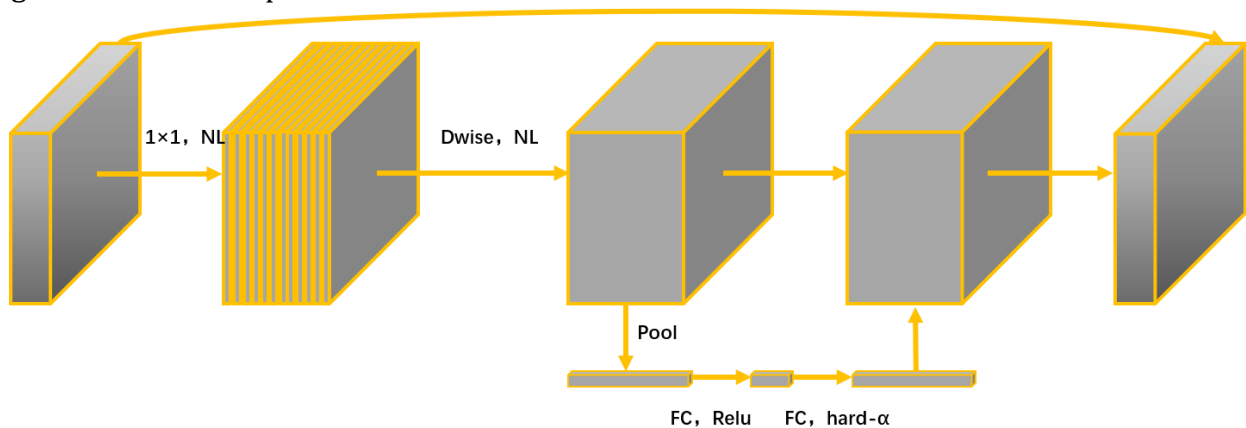 1×1，NL
Dwise，NL
Pool
FC，Relu
FC，hard-α